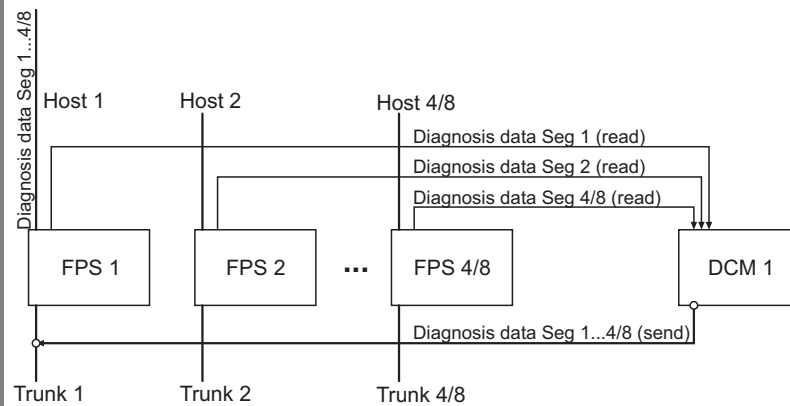 Diagnosis data Seg 1...4/8
Host 1
Host 2
Host 4/8
Diagnosis data Seg 1 (read)
Diagnosis data Seg 2 (read)
Diagnosis data Seg 4/8 (read)
FPS 1
FPS 2
...
FPS 4/8
DCM 1
Diagnosis data Seg 1...4/8 (send)
Trunk 1
Trunk 2
Trunk 4/8